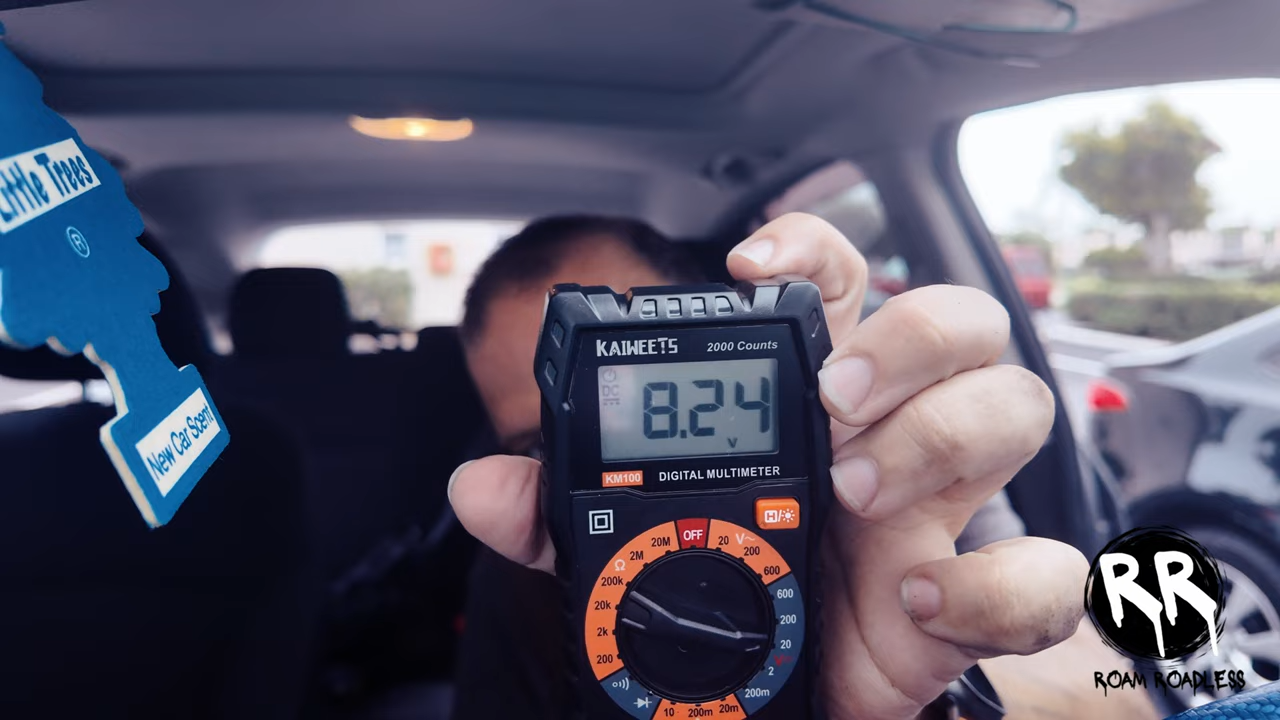 Little Trees
®
New Car Scent
KAIWEETS 2000 Counts
DC
8.24
V
KM100 DIGITAL MULTIMETER
H/
OFF
20M 20 V~
2M 200
Ω 600
200k 600
20k 200
2k 20
200 2
200m
10 200m 20m
RR
ROAM ROADLESS